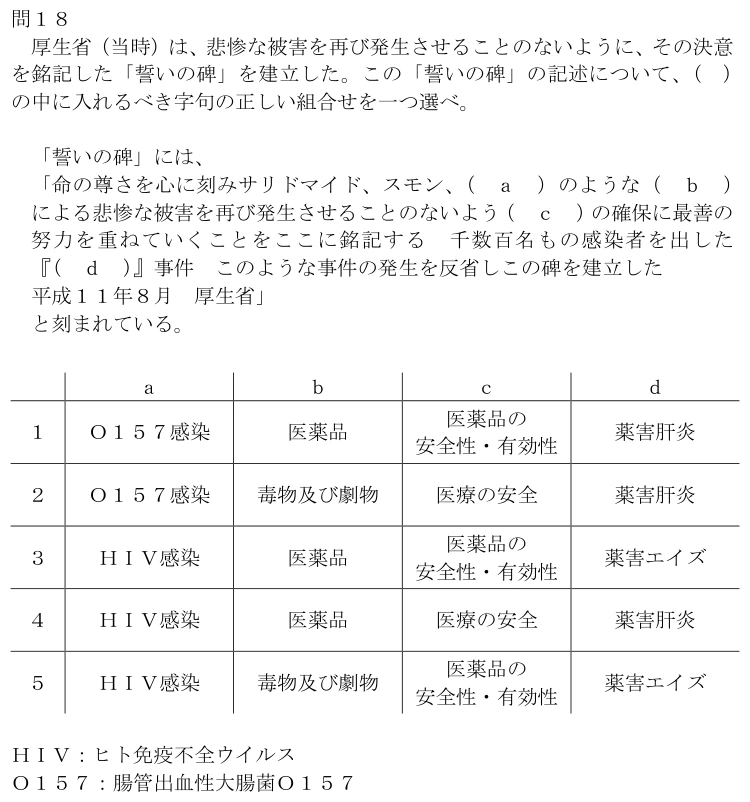 問１８
厚生省（当時）は、悲惨な被害を再び発生させることのないように、その決意
を銘記した「誓いの碑」を建立した。この「誓いの碑」の記述について、（　）
の中に入れるべき字句の正しい組合せを一つ選べ。
「誓いの碑」には、
「命の尊さを心に刻みサリドマイド、スモン、（　ａ　）のような（　ｂ　）
による悲惨な被害を再び発生させることのないよう（　ｃ　）の確保に最善の
努力を重ねていくことをここに銘記する　千数百名もの感染者を出した
『（　ｄ　）』事件　このような事件の発生を反省しこの碑を建立した
平成１１年８月　厚生省」
と刻まれている。
ａ　ｂ　ｃ　ｄ
１　Ｏ１５７感染　医薬品　医薬品の安全性・有効性　薬害肝炎
２　Ｏ１５７感染　毒物及び劇物　医療の安全　薬害肝炎
３　ＨＩＶ感染　医薬品　医薬品の安全性・有効性　薬害エイズ
４　ＨＩＶ感染　医薬品　医療の安全　薬害肝炎
５　ＨＩＶ感染　毒物及び劇物　医薬品の安全性・有効性　薬害エイズ
ＨＩＶ：ヒト免疫不全ウイルス
Ｏ１５７：腸管出血性大腸菌Ｏ１５７